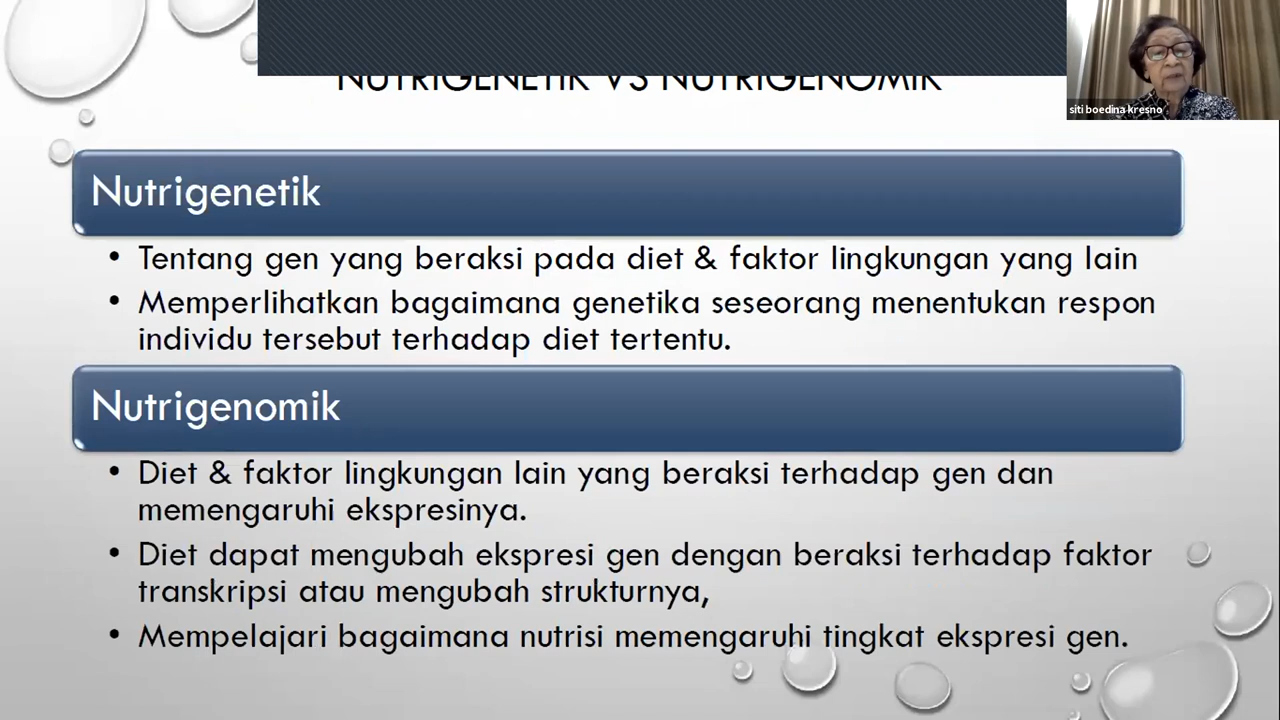 NUTRIGENETIK VS NUTRIGENOMIK
siti boedina kresno
Nutrigenetik
• Tentang gen yang beraksi pada diet & faktor lingkungan yang lain
• Memperlihatkan bagaimana genetika seseorang menentukan respon
individu tersebut terhadap diet tertentu.
Nutrigenomik
• Diet & faktor lingkungan lain yang beraksi terhadap gen dan
memengaruhi ekspresinya.
• Diet dapat mengubah ekspresi gen dengan beraksi terhadap faktor
transkripsi atau mengubah strukturnya,
• Mempelajari bagaimana nutrisi memengaruhi tingkat ekspresi gen.